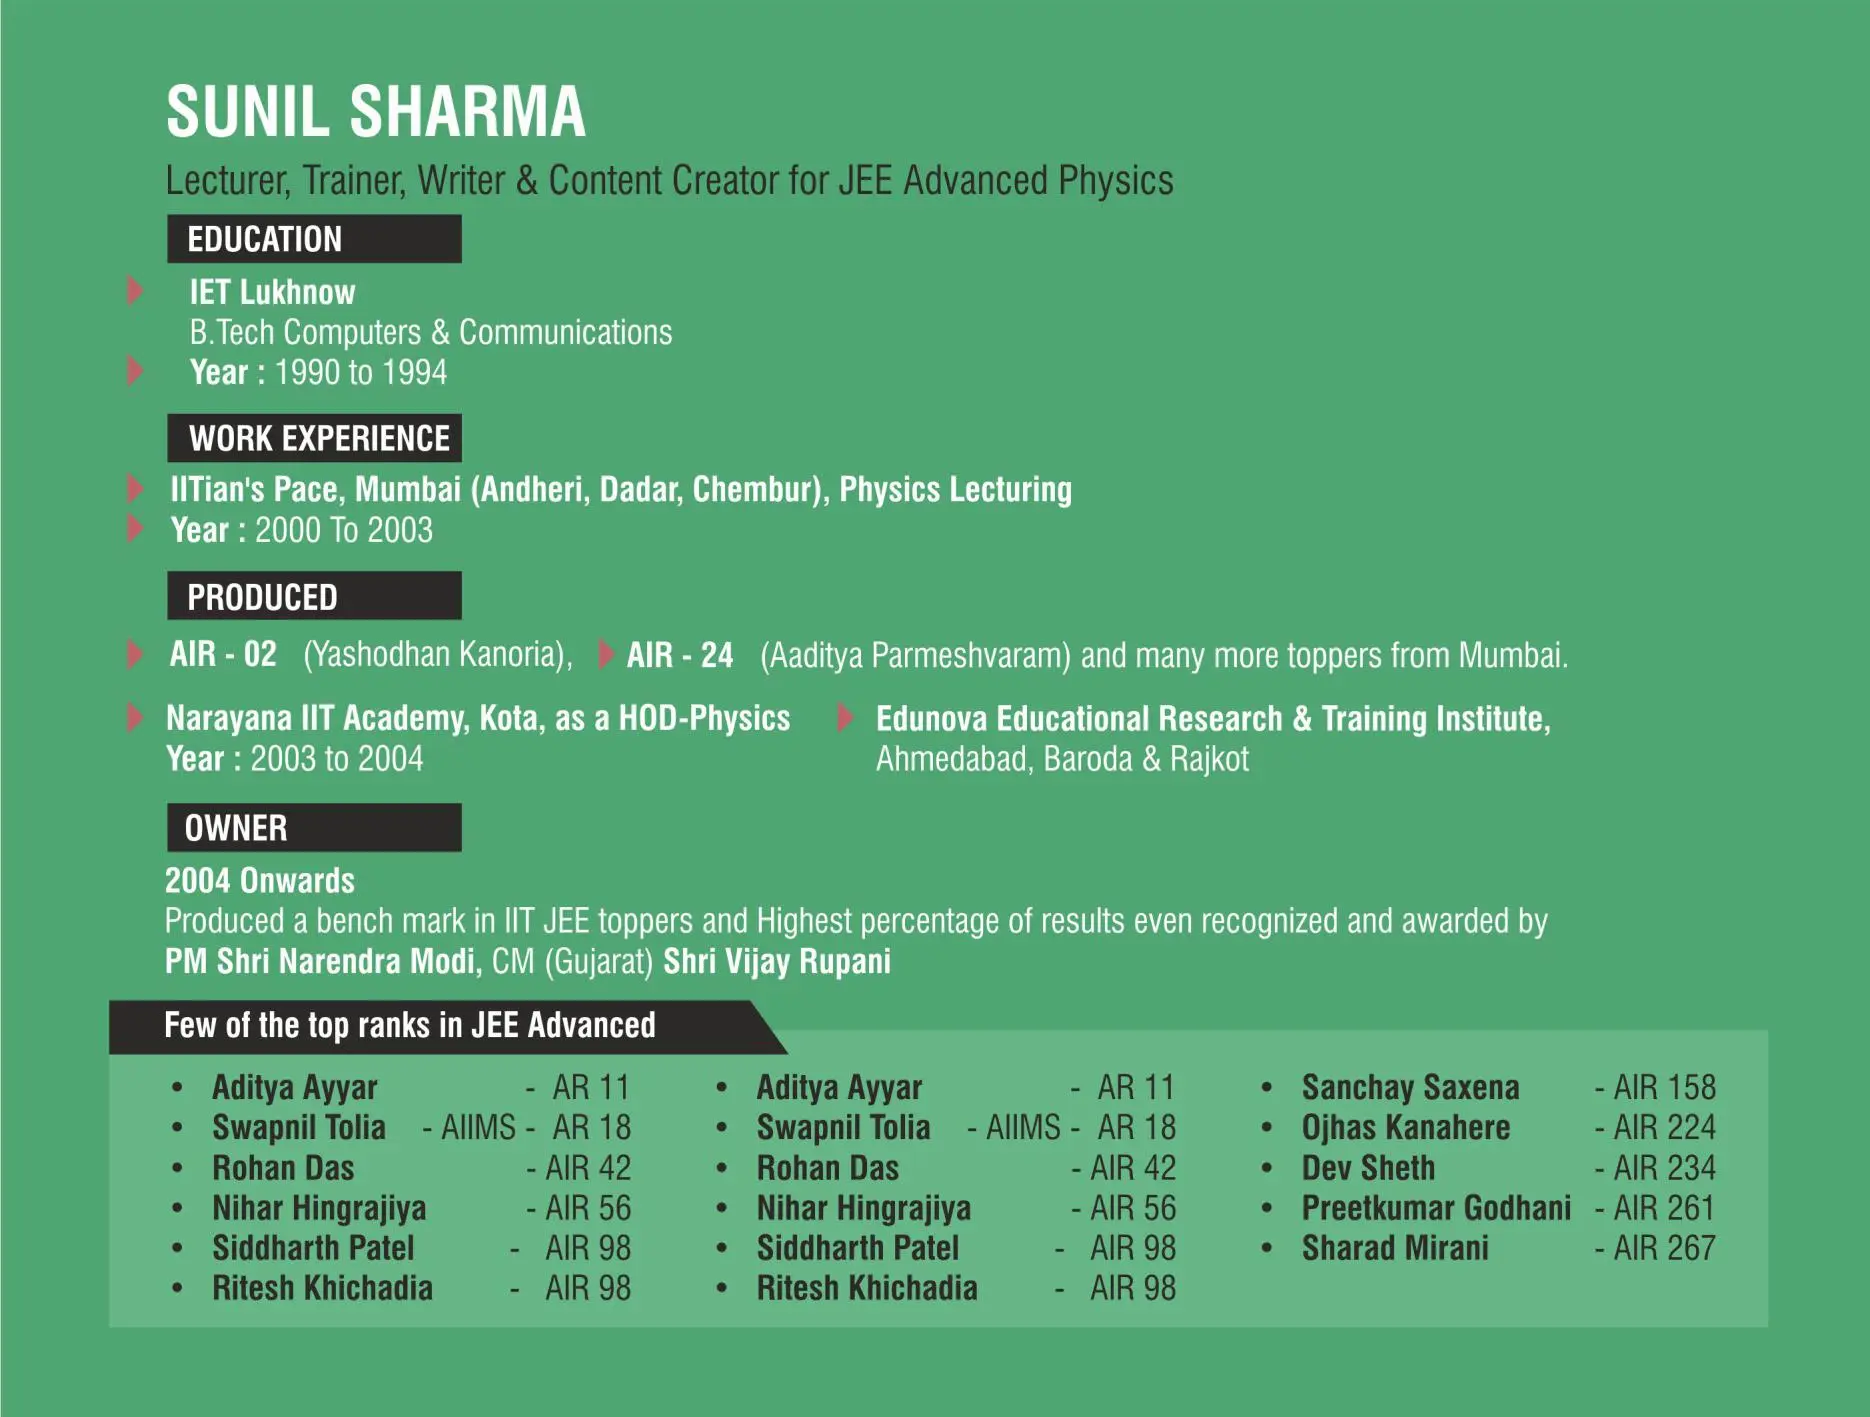 SUNIL SHARMA
Lecturer, Trainer, Writer & Content Creator for JEE Advanced Physics
EDUCATION
IET Lukhnow
B.Tech Computers & Communications
Year : 1990 to 1994
WORK EXPERIENCE
IITian's Pace, Mumbai (Andheri, Dadar, Chembur), Physics Lecturing
Year : 2000 To 2003
PRODUCED
AIR - 02 (Yashodhan Kanoria), AIR - 24 (Aaditya Parmeshvaram) and many more toppers from Mumbai.
Narayana IIT Academy, Kota, as a HOD-Physics
Year : 2003 to 2004
Edunova Educational Research & Training Institute,
Ahmedabad, Baroda & Rajkot
OWNER
2004 Onwards
Produced a bench mark in IIT JEE toppers and Highest percentage of results even recognized and awarded by
PM Shri Narendra Modi, CM (Gujarat) Shri Vijay Rupani
Few of the top ranks in JEE Advanced
• Aditya Ayyar - AR 11
• Swapnil Tolia - AIIMS - AR 18
• Rohan Das - AIR 42
• Nihar Hingrajiya - AIR 56
• Siddharth Patel - AIR 98
• Ritesh Khichadia - AIR 98
• Aditya Ayyar - AR 11
• Swapnil Tolia - AIIMS - AR 18
• Rohan Das - AIR 42
• Nihar Hingrajiya - AIR 56
• Siddharth Patel - AIR 98
• Ritesh Khichadia - AIR 98
• Sanchay Saxena - AIR 158
• Ojhas Kanahere - AIR 224
• Dev Sheth - AIR 234
• Preetkumar Godhani - AIR 261
• Sharad Mirani - AIR 267